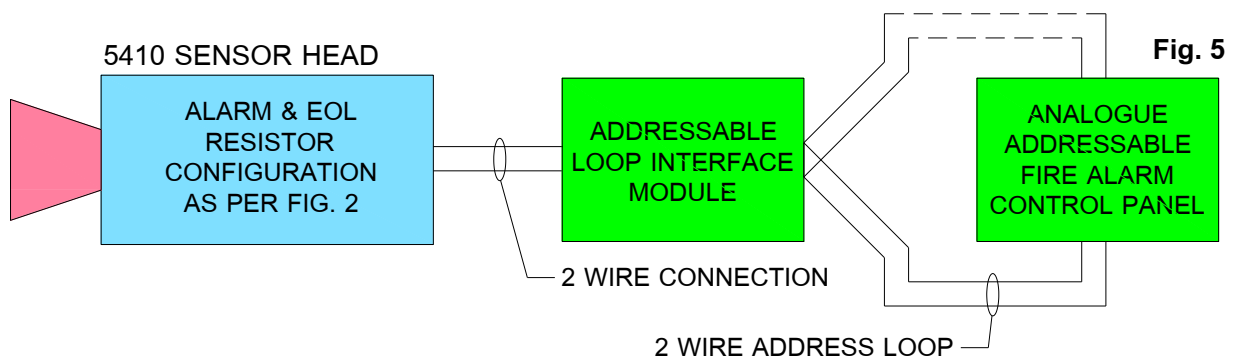 Fig. 5
5410 SENSOR HEAD
ALARM & EOL
RESISTOR
CONFIGURATION
AS PER FIG. 2
ADDRESSABLE
LOOP INTERFACE
MODULE
ANALOGUE
ADDRESSABLE
FIRE ALARM
CONTROL PANEL
2 WIRE CONNECTION
2 WIRE ADDRESS LOOP